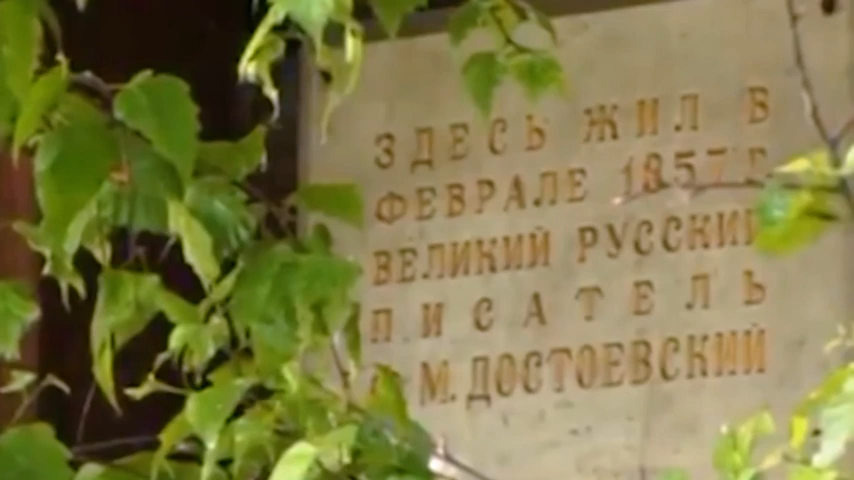 ЗДЕСЬ ЖИЛ В
ФЕВРАЛЕ 1857 Г.
ВЕЛИКИЙ РУССКИЙ
ПИСАТЕЛЬ
М. ДОСТОЕВСКИЙ